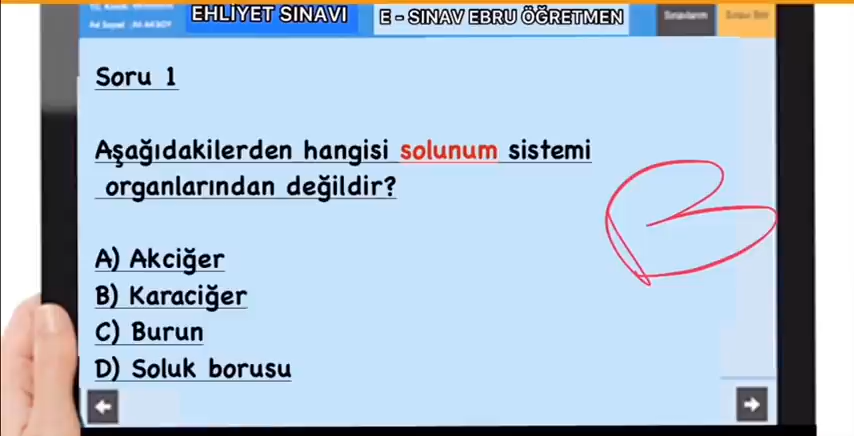 EHLİYET SINAVI
E - SINAV EBRU ÖĞRETMEN
Soru 1
Aşağıdakilerden hangisi solunum sistemi
organlarından değildir?
A) Akciğer
B) Karaciğer
C) Burun
D) Soluk borusu
B